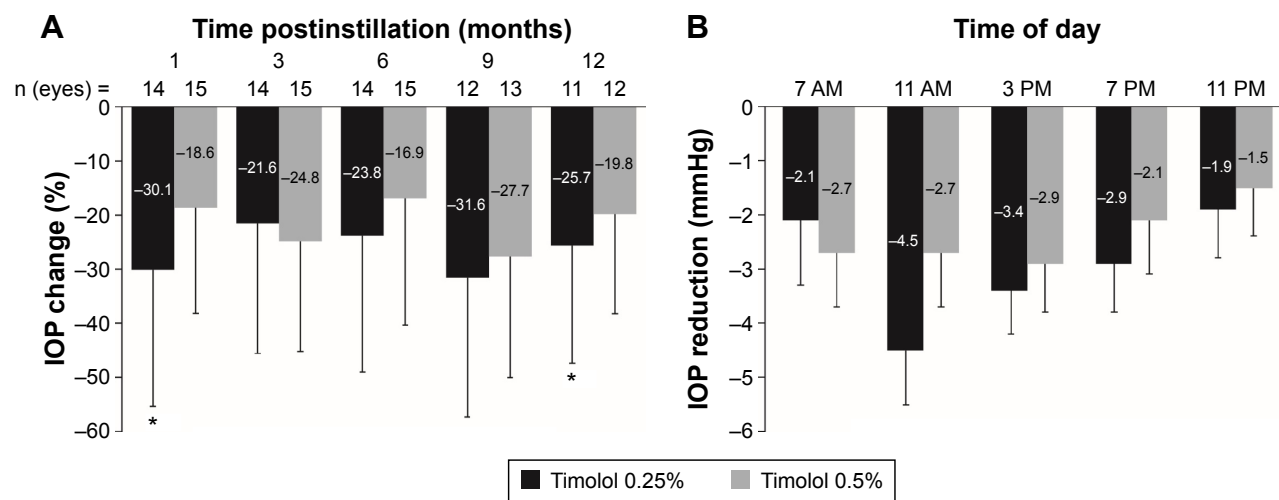 A
Time postinstillation (months)
1 3 6 9 12
n (eyes) = 14 15 14 15 14 15 12 13 11 12
IOP change (%)
0
–10
–20
–30
–40
–50
–60
–30.1 –18.6 –21.6 –24.8 –23.8 –16.9 –31.6 –27.7 –25.7 –19.8
* *
B
Time of day
7 AM 11 AM 3 PM 7 PM 11 PM
IOP reduction (mmHg)
0
–1
–2
–3
–4
–5
–6
–2.1 –2.7 –4.5 –2.7 –3.4 –2.9 –2.9 –2.1 –1.9 –1.5
Timolol 0.25% Timolol 0.5%